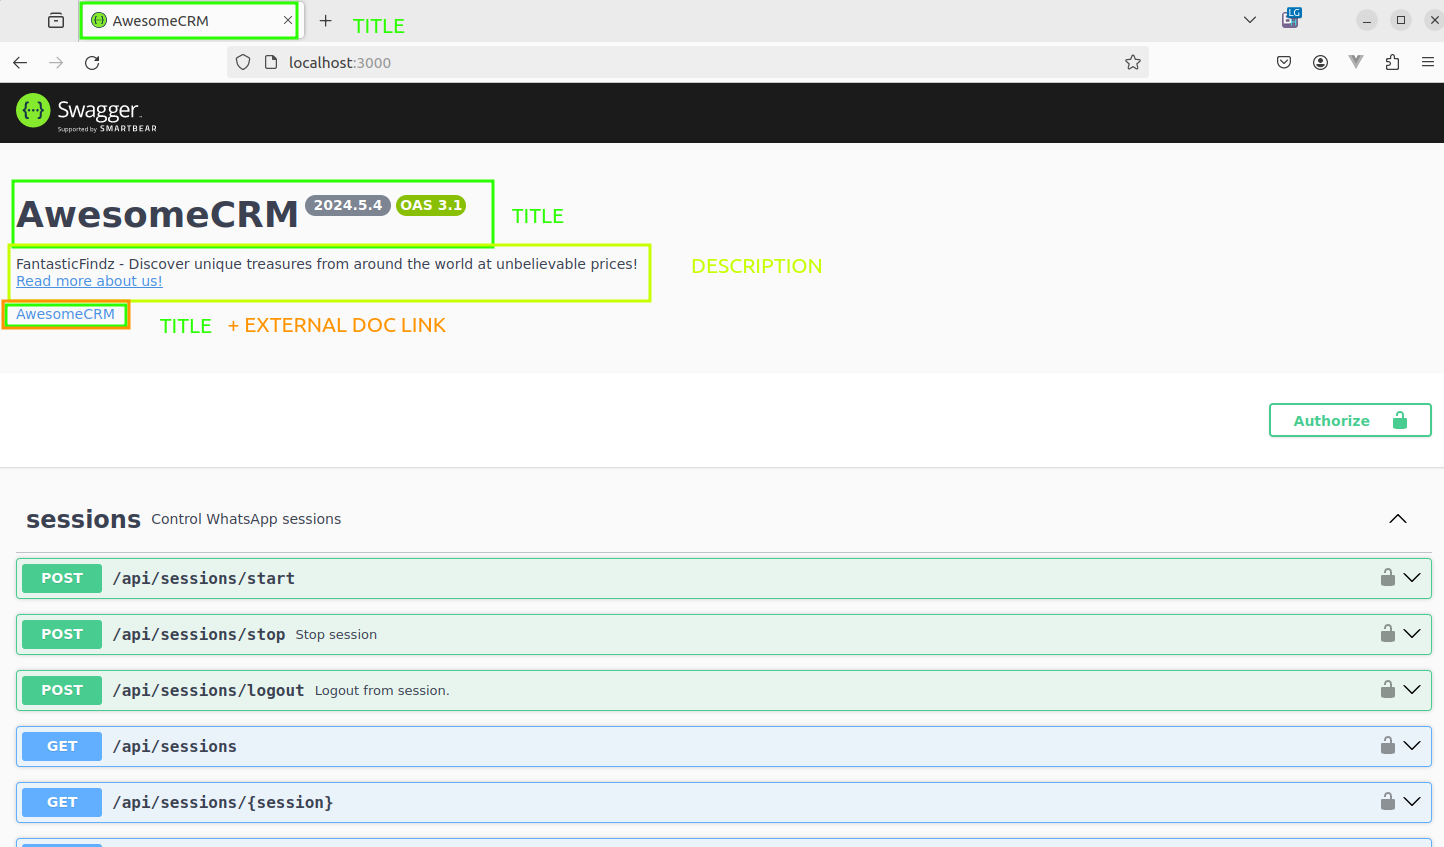 AwesomeCRM
TITLE
LG
localhost:3000
{···} Swagger.
Supported by SMARTBEAR
AwesomeCRM 2024.5.4 OAS 3.1
TITLE
FantasticFindz - Discover unique treasures from around the world at unbelievable prices!
DESCRIPTION
Read more about us!
AwesomeCRM
TITLE + EXTERNAL DOC LINK
Authorize
sessions Control WhatsApp sessions
POST /api/sessions/start
POST /api/sessions/stop Stop session
POST /api/sessions/logout Logout from session.
GET /api/sessions
GET /api/sessions/{session}